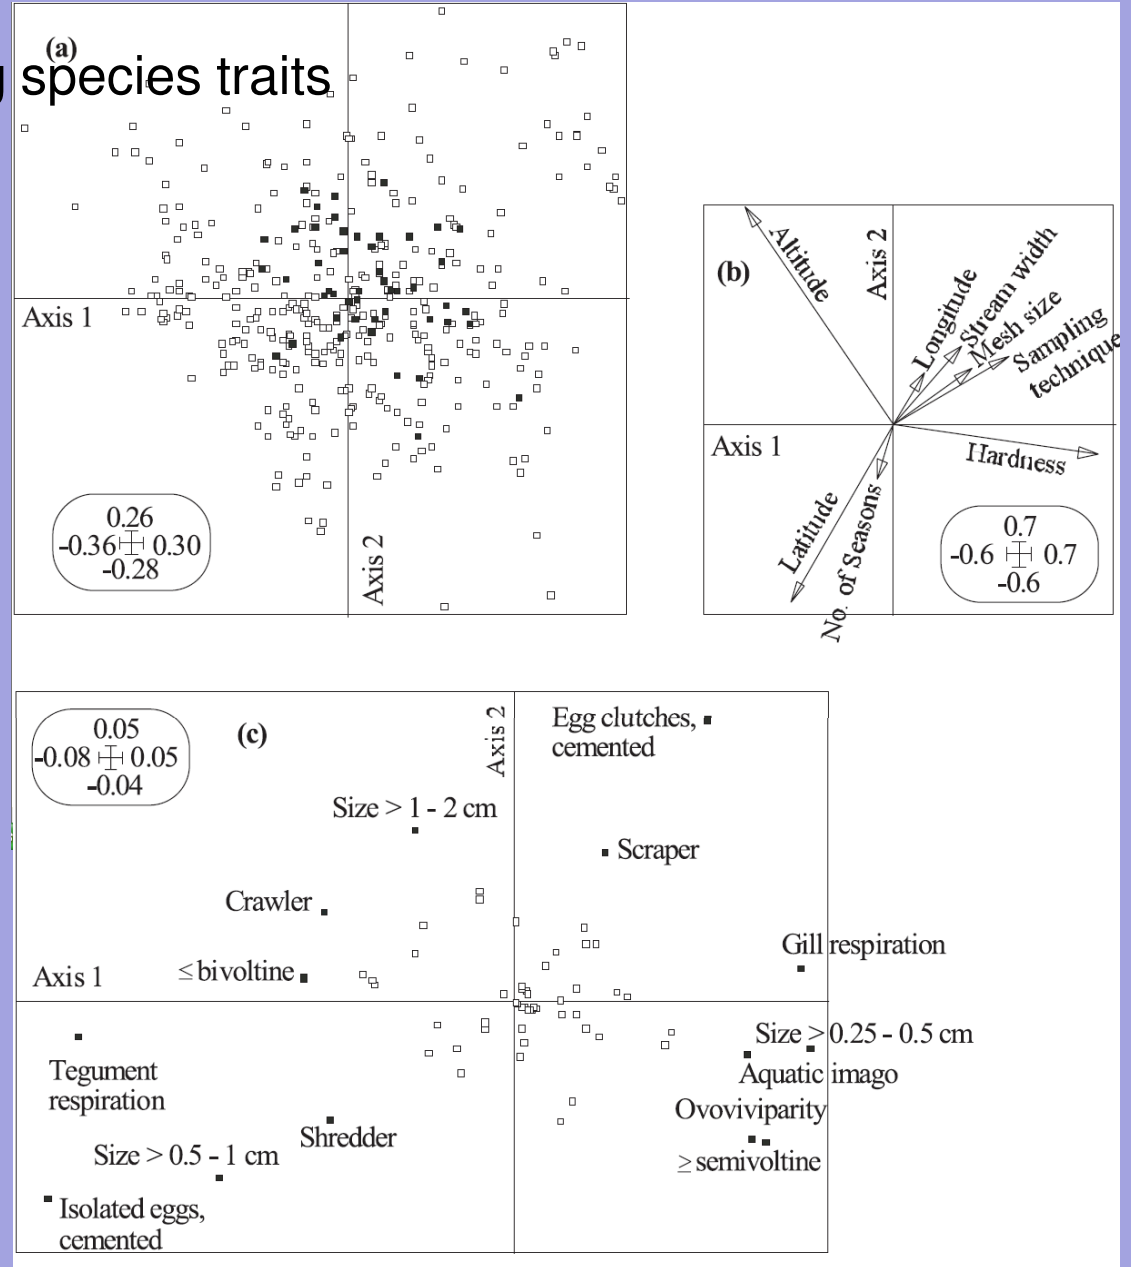 (a)
g species traits
Axis 1
Axis 2
0.26
-0.36 0.30
-0.28
(b)
Altitude
Axis 2
Longitude
Stream width
Mesh size
Sampling
technique
Axis 1
Hardness
Latitude
No. of Seasons
0.7
-0.6 0.7
-0.6
0.05
-0.08 0.05
-0.04
(c)
Axis 2
Egg clutches,
cemented
Size > 1 - 2 cm
Scraper
Crawler
Gill respiration
Axis 1
≤ bivoltine
Size > 0.25 - 0.5 cm
Tegument
respiration
Aquatic imago
Ovoviviparity
Shredder
Size > 0.5 - 1 cm
≥ semivoltine
Isolated eggs,
cemented